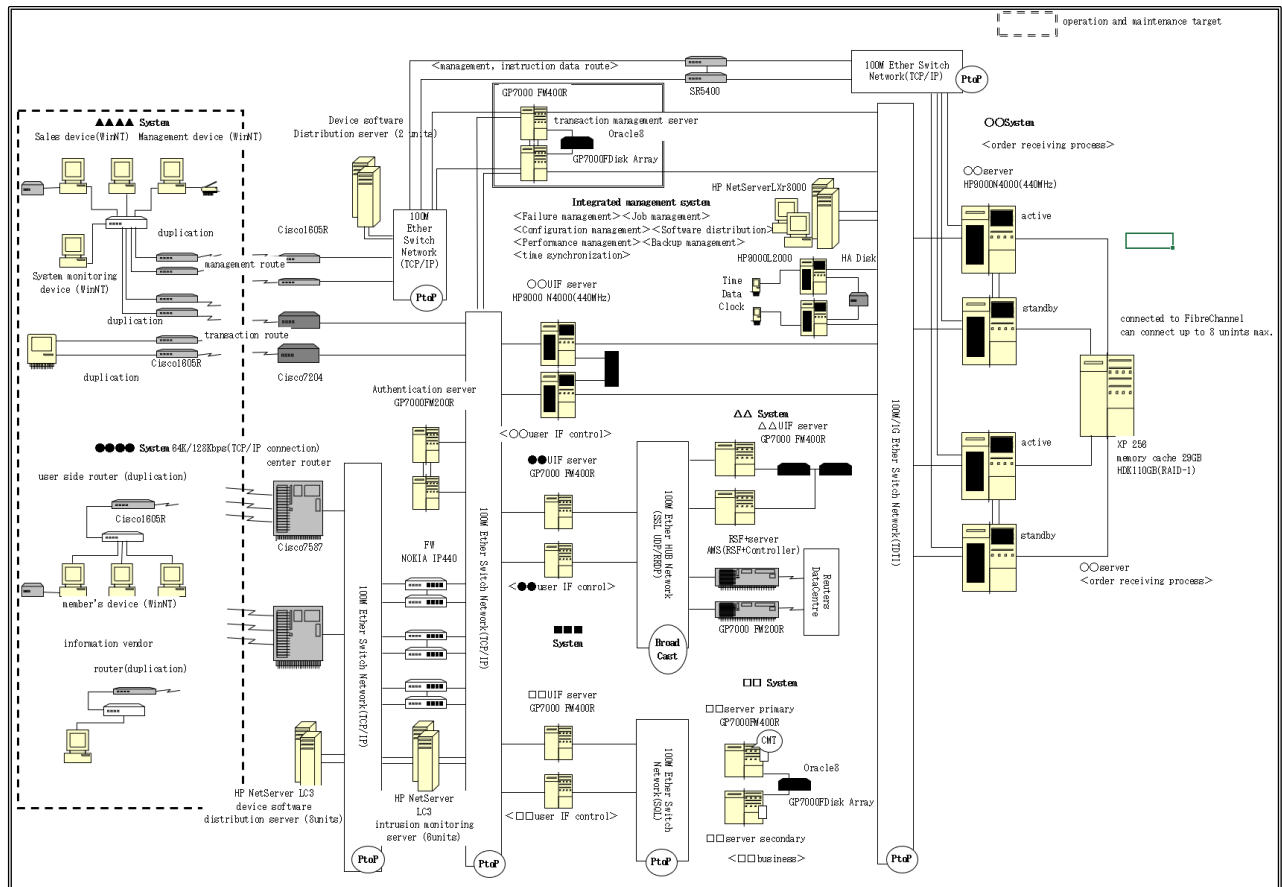 operation and maintenance target
100M Ether Switch
Network(TCP/IP)
PtoP
<management, instruction data route>
SR5400
GP7000 FM400R
transaction management server
Oracle8
GP7000FDisk Array
Device software
Distribution server (2 units)
▲▲▲▲ System
Sales device(WinNT) Management device (WinNT)
duplication
System monitoring
device (WinNT)
management route
duplication
transaction route
Cisco1605R
duplication
Cisco1605R
Cisco7204
100M
Ether
Switch
Network
(TCP/IP)
PtoP
Integrated management system
<Failure management><Job management>
<Configuration management><Software distribution>
<Performance management><Backup management>
<time synchronization>
HP NetServerLXr8000
HP9000L2000
HA Disk
Time
Data
Clock
○○System
<order receiving process>
○○server
HP9000N4000(440MHz)
active
standby
connected to FibreChannel
can connect up to 8 unints max.
XP 256
memory cache 29GB
HDK110GB(RAID-1)
active
standby
○○server
<order receiving process>
○○UIF server
HP9000 N4000(440MHz)
<○○user IF control>
Authentication server
GP7000FM200R
●●●● System 64K/128Kbps(TCP/IP connection)
center router
user side router (duplication)
Cisco1605R
Cisco7587
member's device (WinNT)
information vendor
router(duplication)
HP NetServer LC3
device software
distribution server (8units)
100M Ether Switch Network(TCP/IP)
PtoP
FW
NOKIA IP440
HP NetServer
LC3
intrusion monitoring
server (6units)
100M Ether Switch Network(TCP/IP)
PtoP
●●UIF server
GP7000 FM400R
<●●user IF conrol>
■■■
System
□□UIF server
GP7000 FM400R
<□□user IF control>
100M Ether HUB Network
(SSL UDP/RRDP)
Broad
Cast
100M Ether Switch
Network(SQL)
PtoP
△△ System
△△UIF server
GP7000 FM400R
RSF+server
AMS(RSF+Controller)
GP7000 FM200R
Reuters
DataCentre
□□ System
□□server primary
GP7000FM400R
CMT
Oracle8
GP7000FDisk Array
□□server secondary
<□□business>
100M/1G Ether Switch Network(TDTI)
PtoP